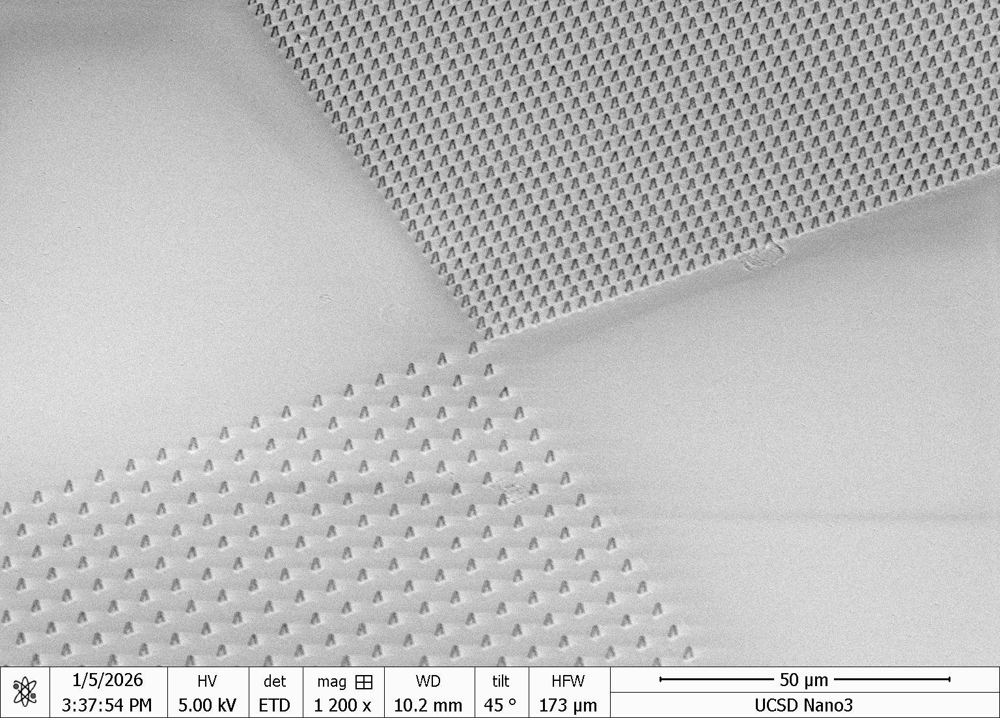 1/5/2026
3:37:54 PM
HV
5.00 kV
det
ETD
mag
1 200 x
WD
10.2 mm
tilt
45 °
HFW
173 µm
50 µm
UCSD Nano3